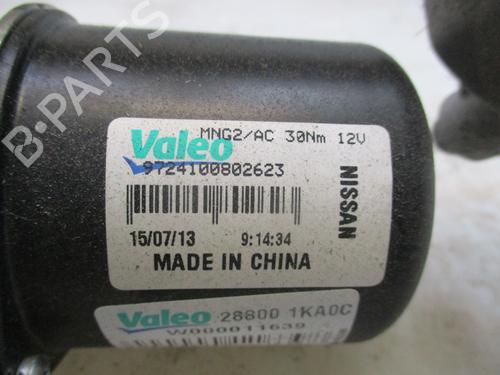 MNG2/AC 30Nm 12V
Valeo
9724100802623
NISSAN
15/07/13 9:14:34
MADE IN CHINA
Valeo 28800 1KA0C
W000011639